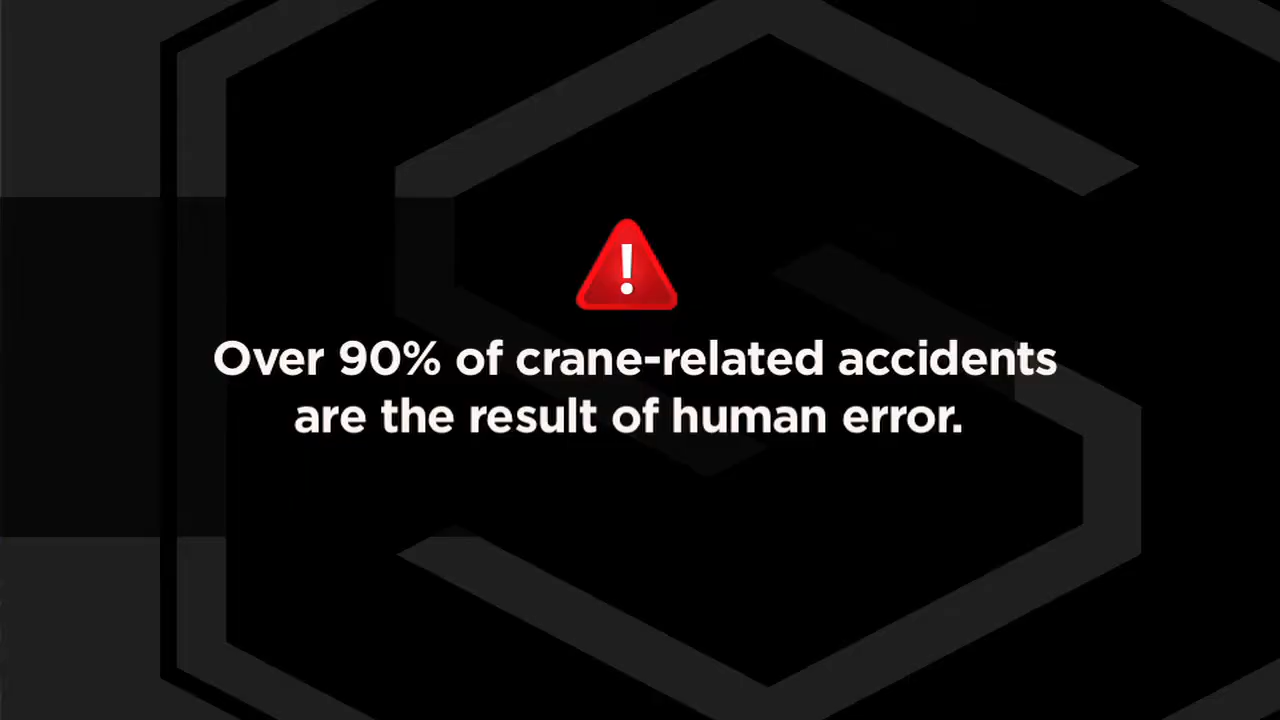 Over 90% of crane-related accidents
are the result of human error.